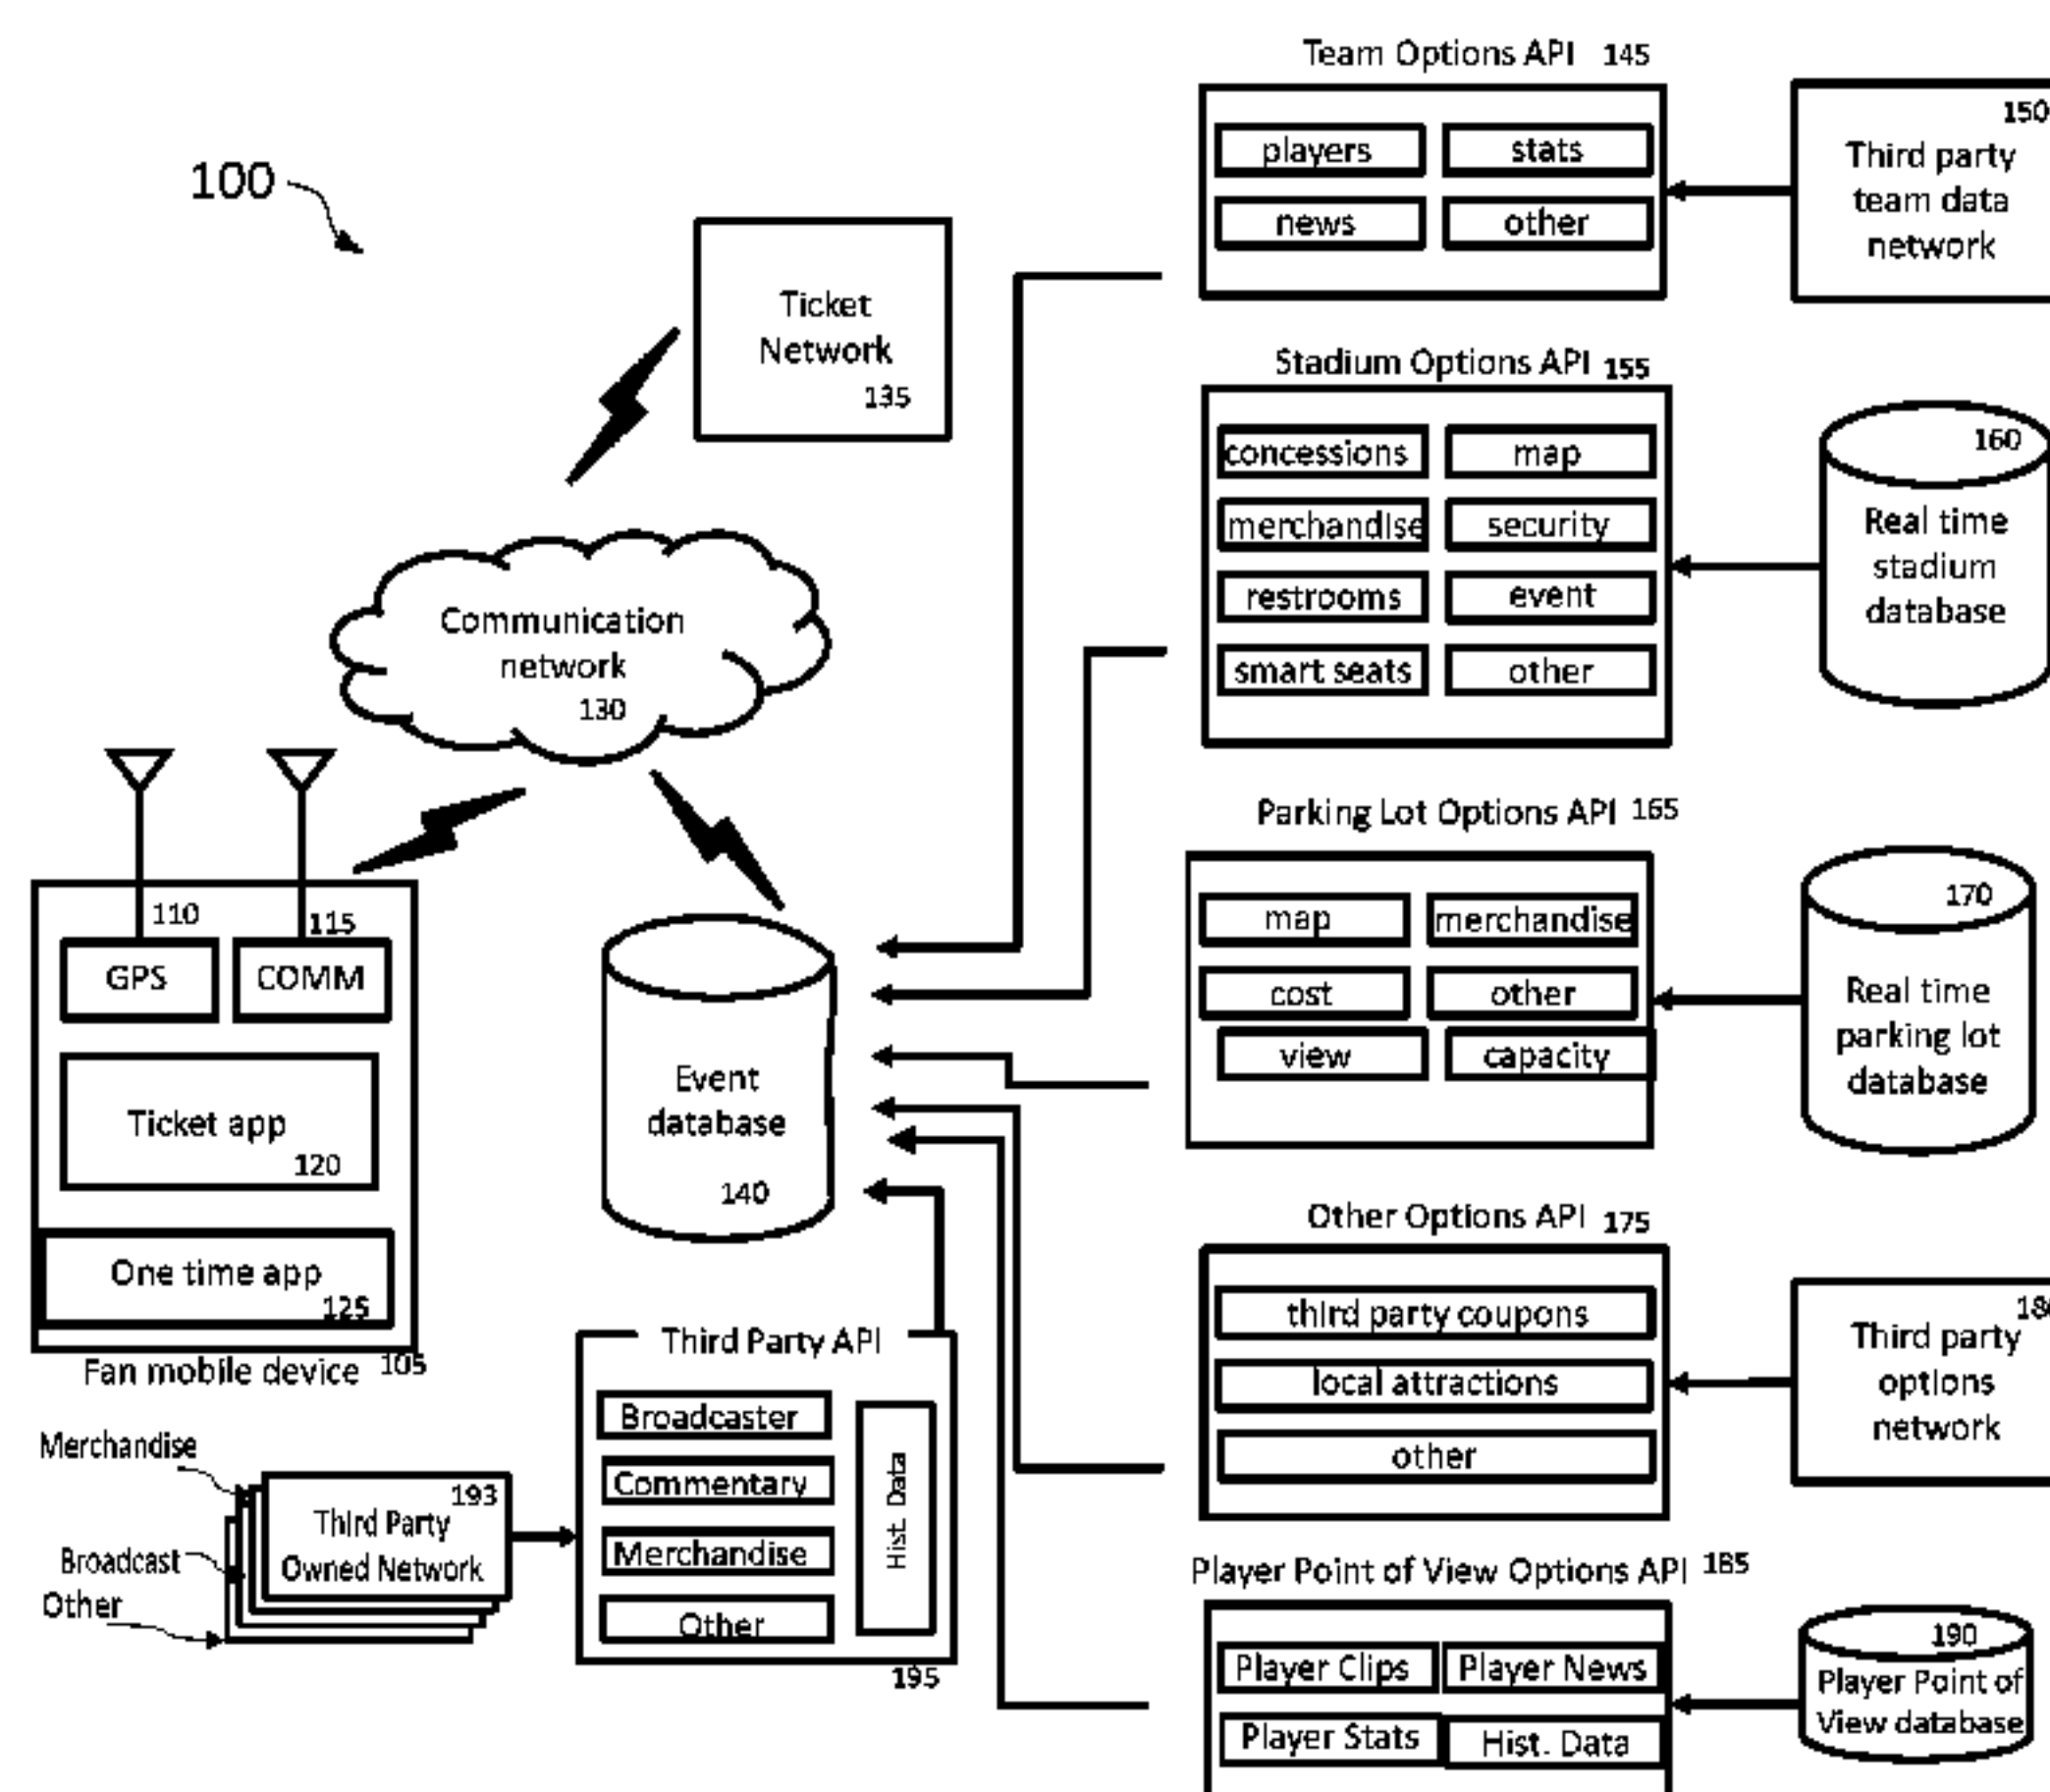 100
Ticket
Network
135
Communication
network
130
110
115
GPS
COMM
Ticket app
120
One time app
125
Fan mobile device 105
Event
database
140
Merchandise
Broadcast
Other
193
Third Party
Owned Network
Third Party API
Broadcaster
Commentary
Merchandise
Other
Hist. Data
195
Team Options API 145
players
stats
news
other
150
Third party
team data
network
Stadium Options API 155
concessions
map
merchandise
security
restrooms
event
smart seats
other
160
Real time
stadium
database
Parking Lot Options API 165
map
merchandise
cost
other
view
capacity
170
Real time
parking lot
database
Other Options API 175
third party coupons
local attractions
other
Third party
options
network
Player Point of View Options API 185
Player Clips
Player News
Player Stats
Hist. Data
190
Player Point of
View database